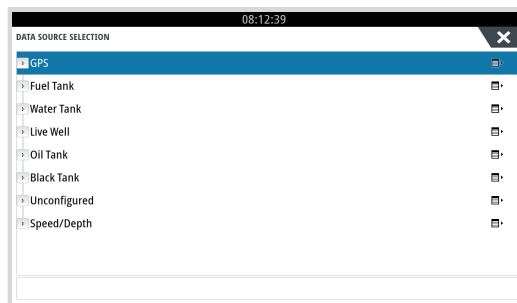 08:12:39
DATA SOURCE SELECTION
GPS
Fuel Tank
Water Tank
Live Well
Oil Tank
Black Tank
Unconfigured
Speed/Depth